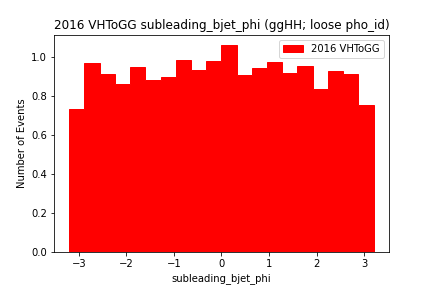 2016 VHToGG subleading_bjet_phi (ggHH; loose pho_id)
2016 VHToGG
Number of Events
1.0
0.8
0.6
0.4
0.2
0.0
−3 −2 −1 0 1 2 3
subleading_bjet_phi